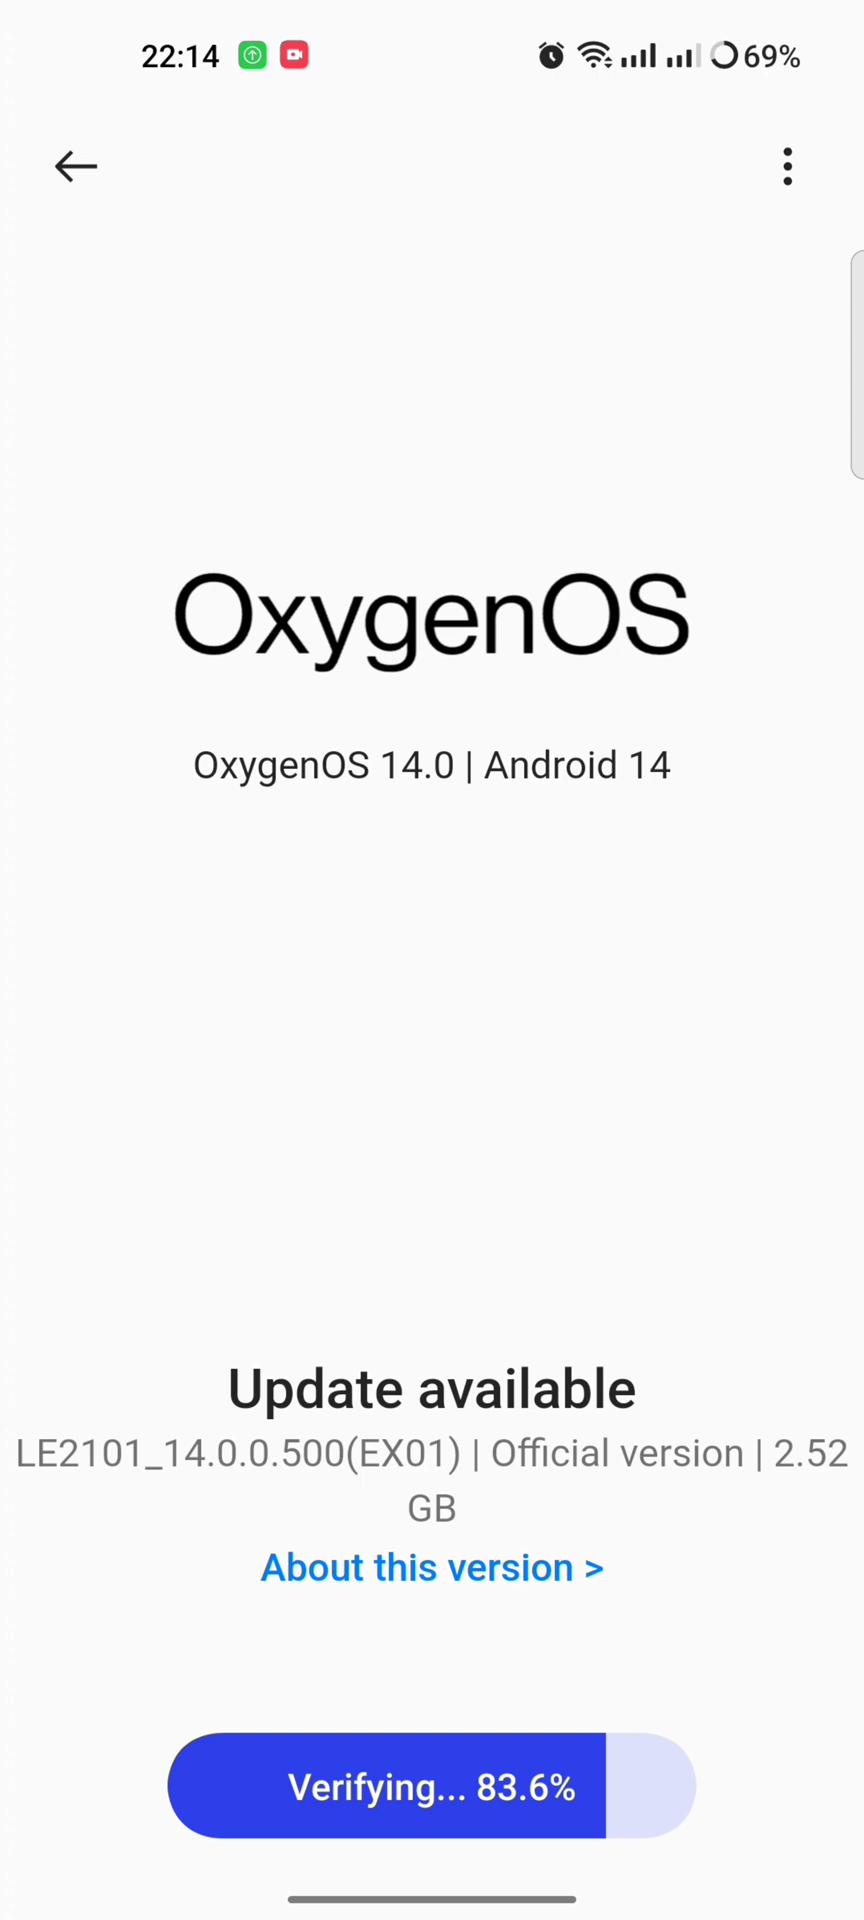 22:14 69%
OxygenOS
OxygenOS 14.0 | Android 14
Update available
LE2101_14.0.0.500(EX01) | Official version | 2.52
GB
About this version >
Verifying... 83.6%